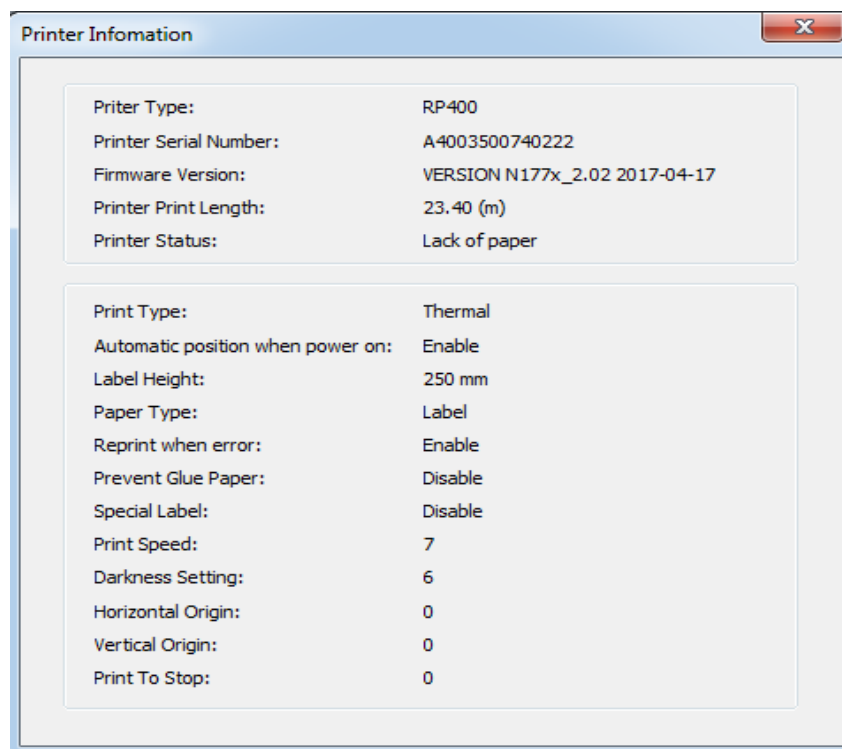 Printer Infomation
Priter Type: RP400
Printer Serial Number: A4003500740222
Firmware Version: VERSION N177x_2.02 2017-04-17
Printer Print Length: 23.40 (m)
Printer Status: Lack of paper
Print Type: Thermal
Automatic position when power on: Enable
Label Height: 250 mm
Paper Type: Label
Reprint when error: Enable
Prevent Glue Paper: Disable
Special Label: Disable
Print Speed: 7
Darkness Setting: 6
Horizontal Origin: 0
Vertical Origin: 0
Print To Stop: 0